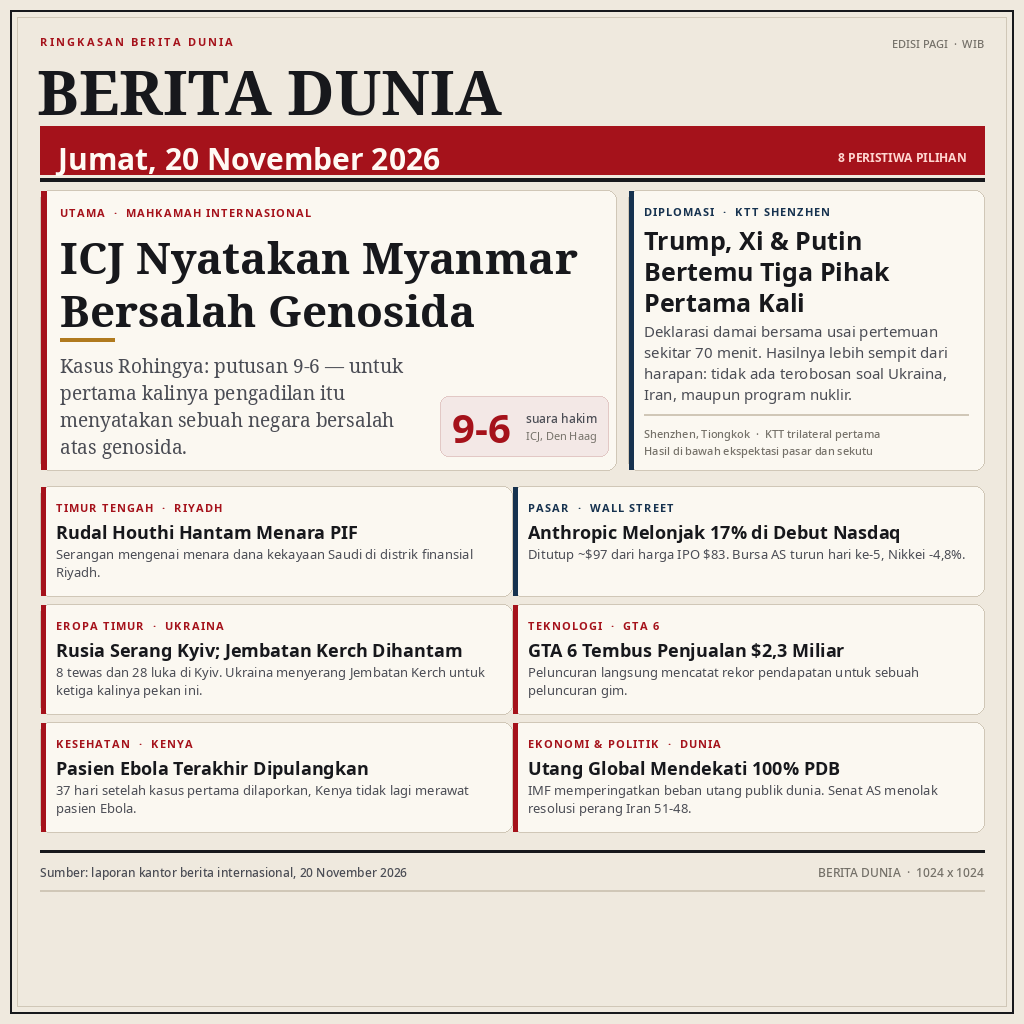 RINGKASAN BERITA DUNIA
EDISI PAGI · WIB
BERITA DUNIA
Jumat, 20 November 2026
8 PERISTIWA PILIHAN
UTAMA · MAHKAMAH INTERNASIONAL
ICJ Nyatakan Myanmar
Bersalah Genosida
Kasus Rohingya: putusan 9-6 — untuk
pertama kalinya pengadilan itu
menyatakan sebuah negara bersalah
atas genosida.
9-6
suara hakim
ICJ, Den Haag
DIPLOMASI · KTT SHENZHEN
Trump, Xi & Putin
Bertemu Tiga Pihak
Pertama Kali
Deklarasi damai bersama usai pertemuan
sekitar 70 menit. Hasilnya lebih sempit dari
harapan: tidak ada terobosan soal Ukraina,
Iran, maupun program nuklir.
Shenzhen, Tiongkok · KTT trilateral pertama
Hasil di bawah ekspektasi pasar dan sekutu
TIMUR TENGAH · RIYADH
Rudal Houthi Hantam Menara PIF
Serangan mengenai menara dana kekayaan Saudi di distrik finansial
Riyadh.
PASAR · WALL STREET
Anthropic Melonjak 17% di Debut Nasdaq
Ditutup ~$97 dari harga IPO $83. Bursa AS turun hari ke-5, Nikkei -4,8%.
EROPA TIMUR · UKRAINA
Rusia Serang Kyiv; Jembatan Kerch Dihantam
8 tewas dan 28 luka di Kyiv. Ukraina menyerang Jembatan Kerch untuk
ketiga kalinya pekan ini.
TEKNOLOGI · GTA 6
GTA 6 Tembus Penjualan $2,3 Miliar
Peluncuran langsung mencatat rekor pendapatan untuk sebuah
peluncuran gim.
KESEHATAN · KENYA
Pasien Ebola Terakhir Dipulangkan
37 hari setelah kasus pertama dilaporkan, Kenya tidak lagi merawat
pasien Ebola.
EKONOMI & POLITIK · DUNIA
Utang Global Mendekati 100% PDB
IMF memperingatkan beban utang publik dunia. Senat AS menolak
resolusi perang Iran 51-48.
Sumber: laporan kantor berita internasional, 20 November 2026
BERITA DUNIA · 1024 x 1024